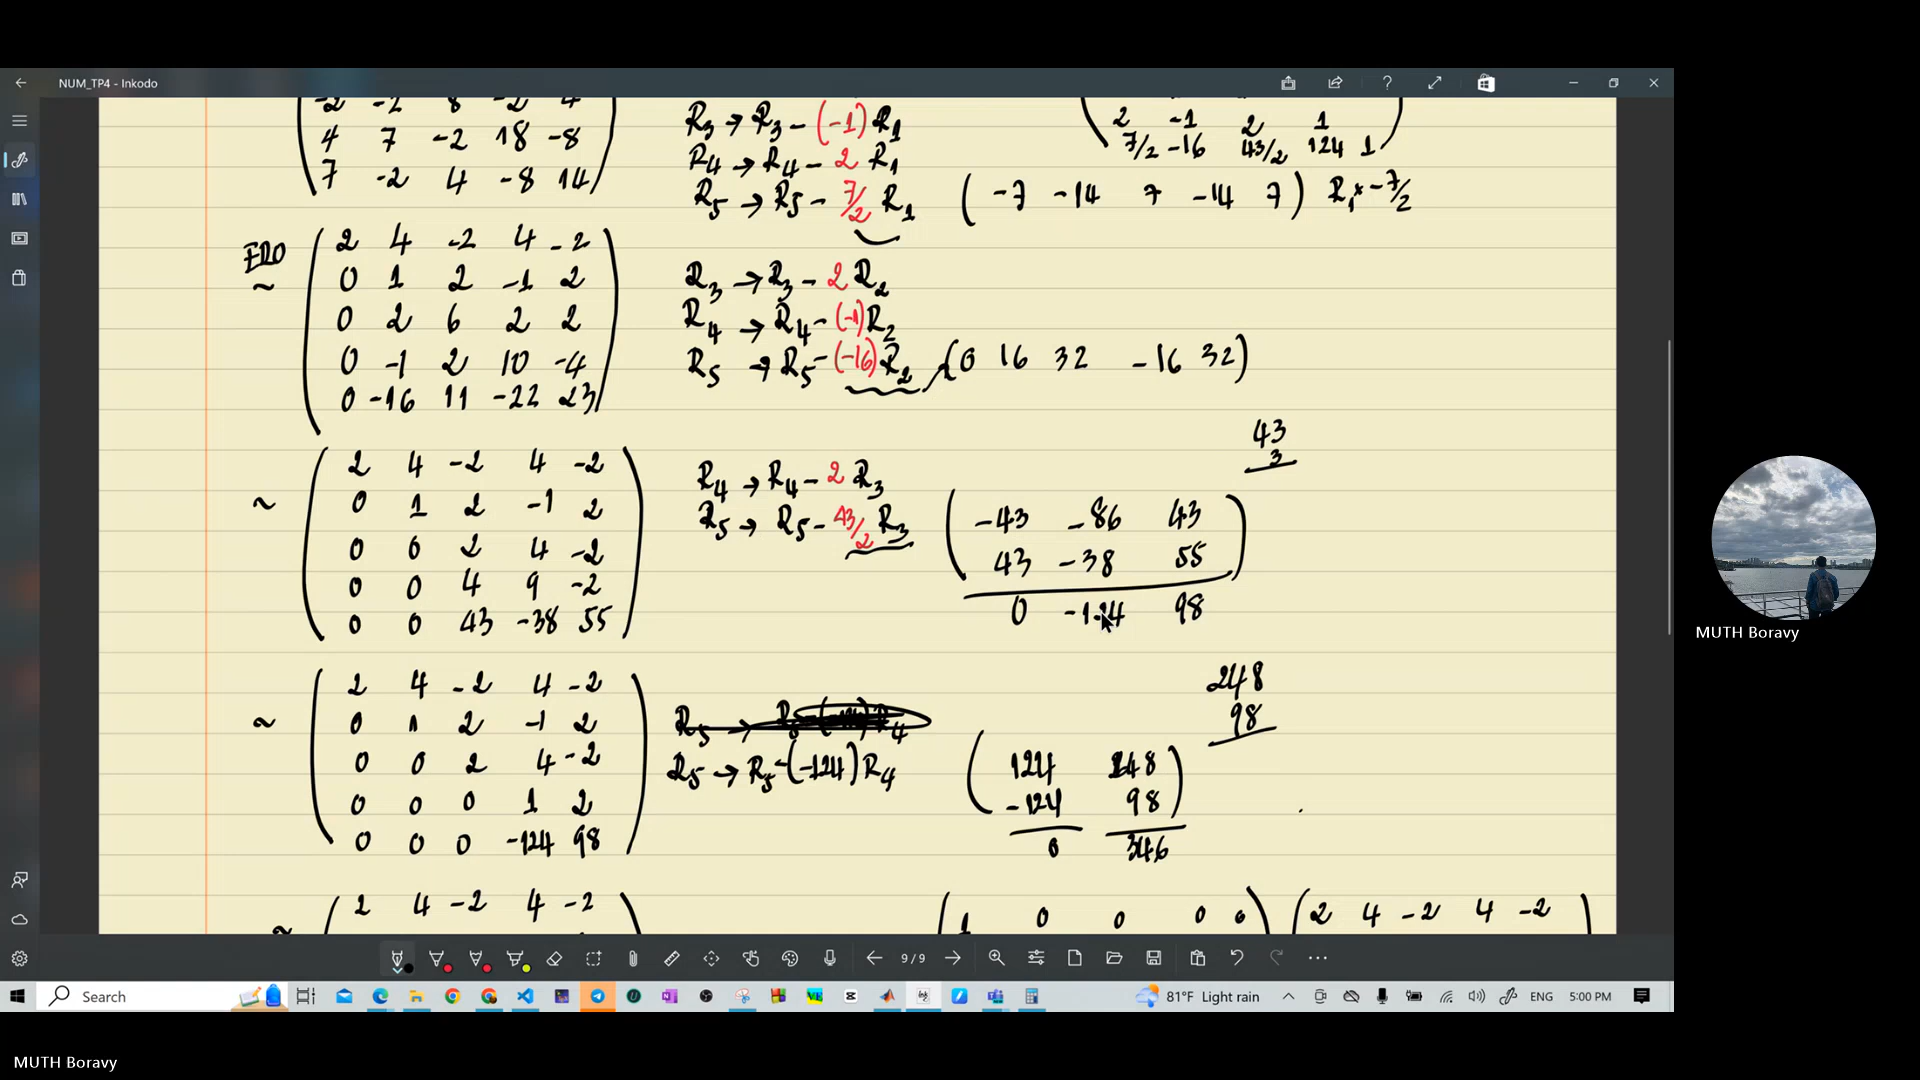 NUM_TP4 - Inkodo
-2 -2 8 -2 4
4 7 -2 18 -8
7 -2 4 -8 14
R3 → R3 - (-1) R1
R4 → R4 - 2 R1
R5 → R5 - 7/2 R1
2 -1 2 1
7/2 -16 43/2 124 1
(-7 -14 7 -14 7) R1 * -7/2
ERO
~
2 4 -2 4 -2
0 1 2 -1 2
0 2 6 2 2
0 -1 2 10 -4
0 -16 11 -22 23
R3 → R3 - 2 R2
R4 → R4 - (-1) R2
R5 → R5 - (-16) R2
(0 16 32 -16 32)
43
3
~
2 4 -2 4 -2
0 1 2 -1 2
0 0 2 4 -2
0 0 4 9 -2
0 0 43 -38 55
R4 → R4 - 2 R3
R5 → R5 - 43/2 R3
-43 -86 43
43 -38 55
0 -124 98
248
98
~
2 4 -2 4 -2
0 1 2 -1 2
0 0 2 4 -2
0 0 0 1 2
0 0 0 -124 98
R5 → R5 - (-124) R4
124 248
-124 98
0 346
~
2 4 -2 4 -2
1 0 0 0 0
2 4 -2 4 -2
9/9
Search
81°F Light rain
ENG
5:00 PM
MUTH Boravy
MUTH Boravy